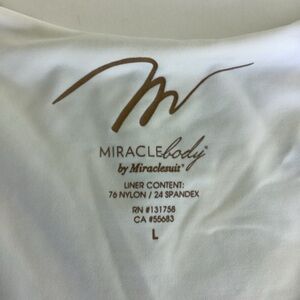 MIRACLEbody®
by Miraclesuit®
LINER CONTENT:
76 NYLON / 24 SPANDEX
RN #131758
CA #55683
L